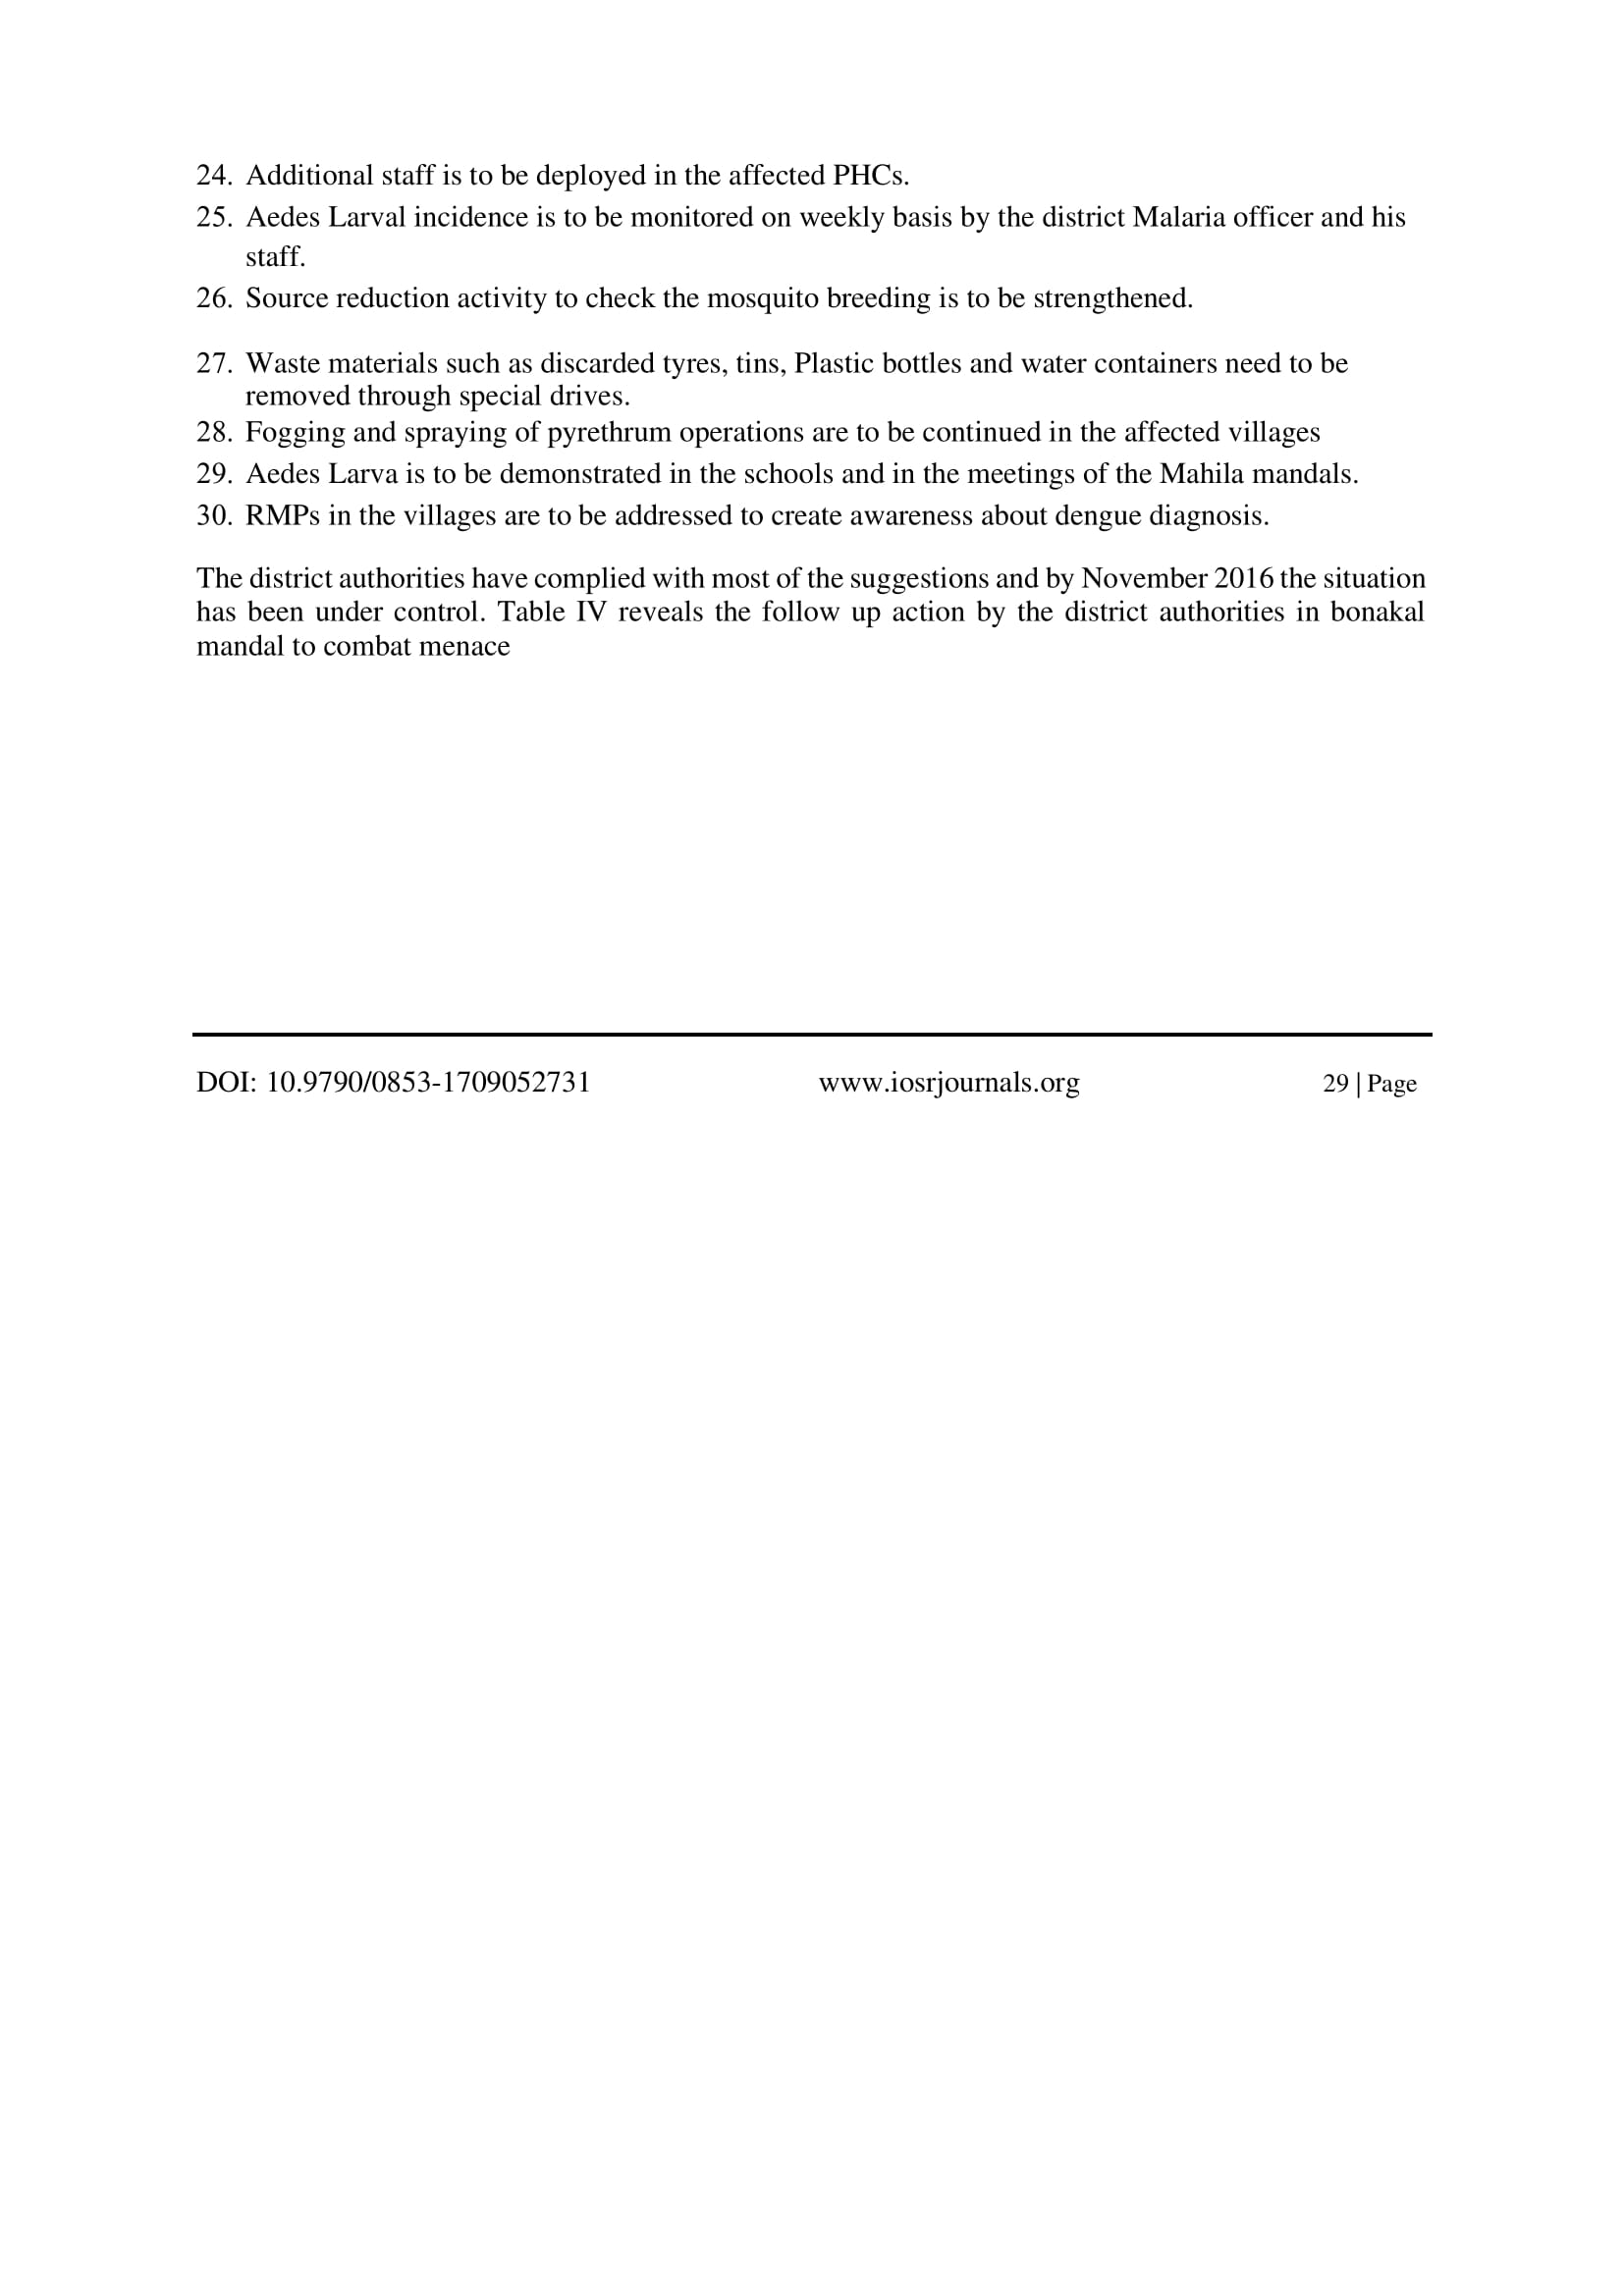 24. Additional staff is to be deployed in the affected PHCs.
25. Aedes Larval incidence is to be monitored on weekly basis by the district Malaria officer and his
staff.
26. Source reduction activity to check the mosquito breeding is to be strengthened.
27. Waste materials such as discarded tyres, tins, Plastic bottles and water containers need to be
removed through special drives.
28. Fogging and spraying of pyrethrum operations are to be continued in the affected villages
29. Aedes Larva is to be demonstrated in the schools and in the meetings of the Mahila mandals.
30. RMPs in the villages are to be addressed to create awareness about dengue diagnosis.
The district authorities have complied with most of the suggestions and by November 2016 the situation
has been under control. Table IV reveals the follow up action by the district authorities in bonakal
mandal to combat menace
DOI: 10.9790/0853-1709052731 www.iosrjournals.org 29 | Page